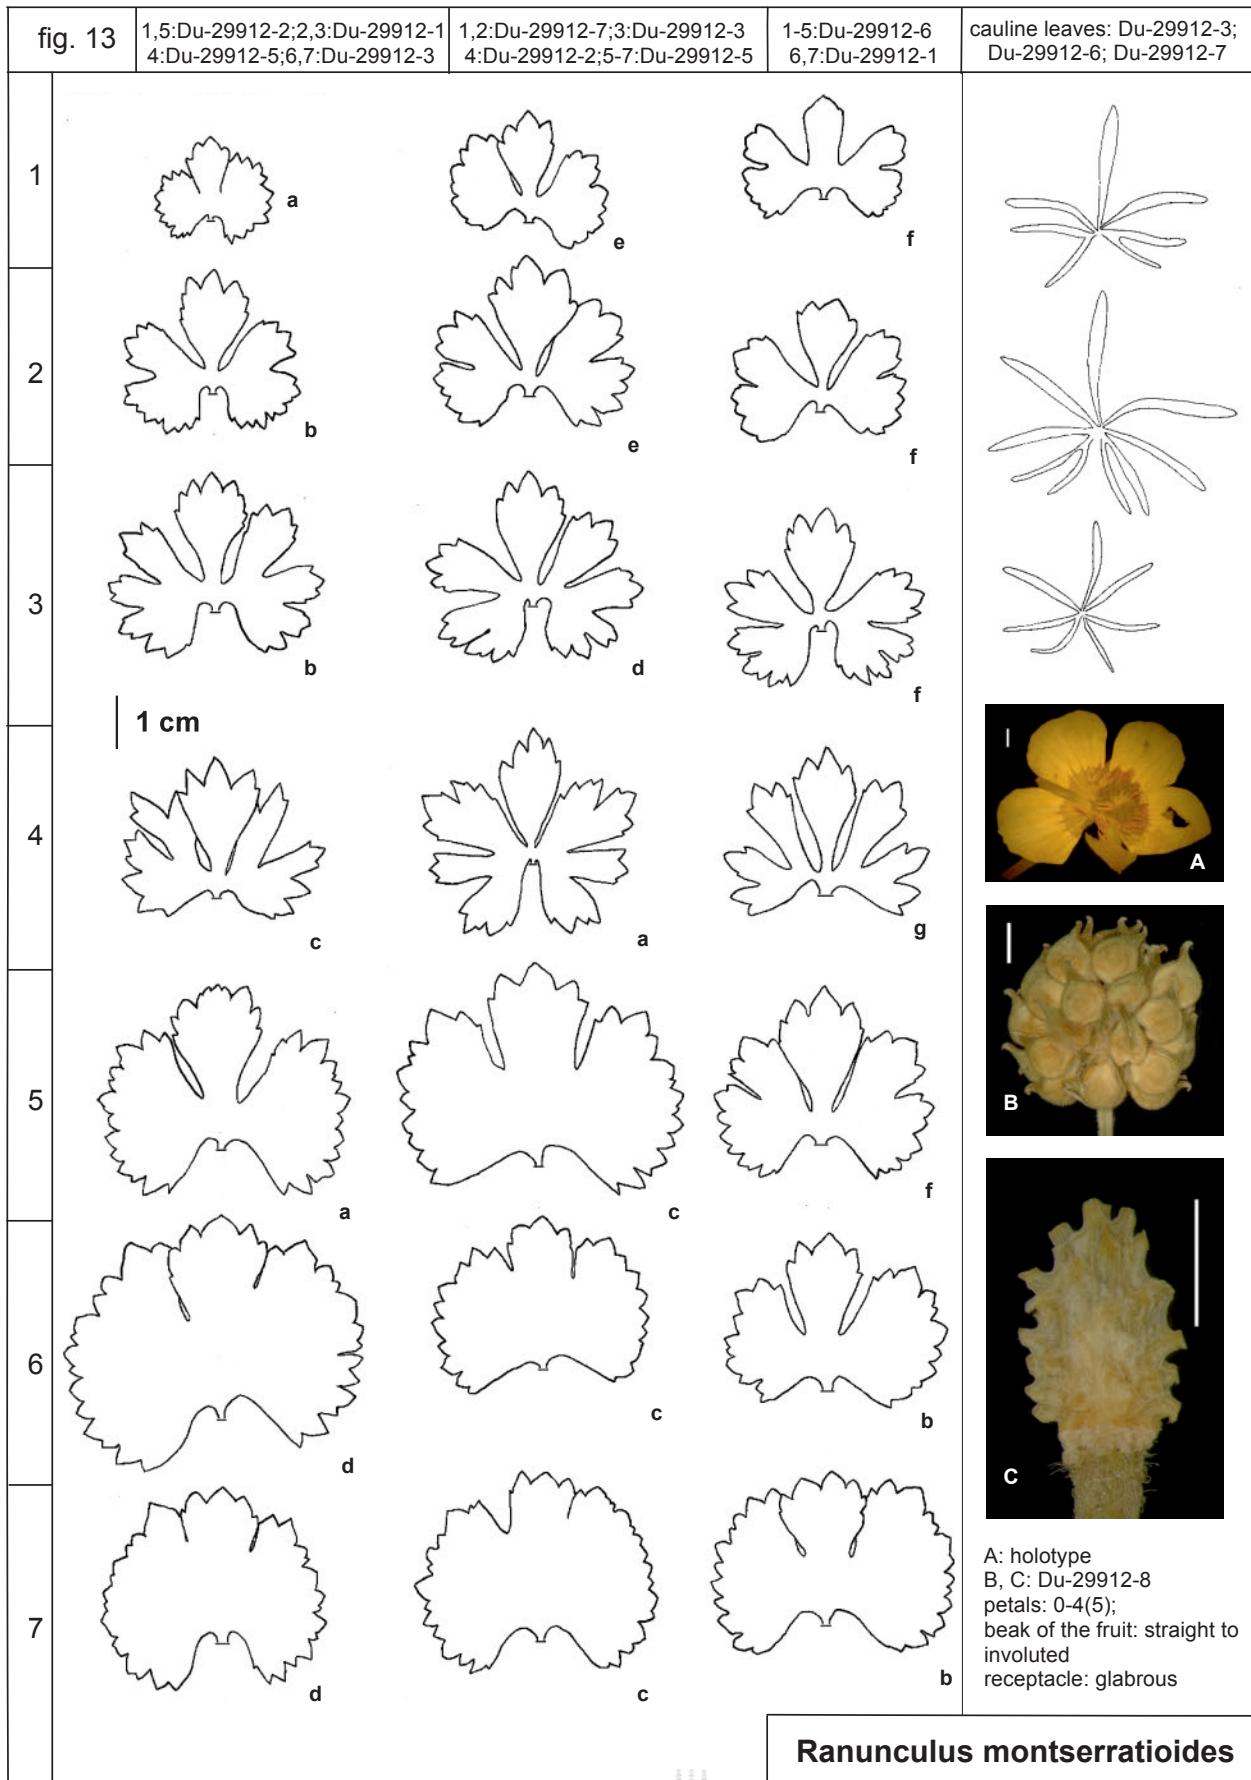 fig. 13
1,5:Du-29912-2;2,3:Du-29912-1
4:Du-29912-5;6,7:Du-29912-3
1,2:Du-29912-7;3:Du-29912-3
4:Du-29912-2;5-7:Du-29912-5
1-5:Du-29912-6
6,7:Du-29912-1
cauline leaves: Du-29912-3;
Du-29912-6; Du-29912-7
1
a
e
f
2
b
e
f
3
b
d
f
1 cm
4
c
a
g
A
5
a
c
f
B
6
d
c
b
C
7
d
c
b
A: holotype
B, C: Du-29912-8
petals: 0-4(5);
beak of the fruit: straight to
involuted
receptacle: glabrous
Ranunculus montserratioides